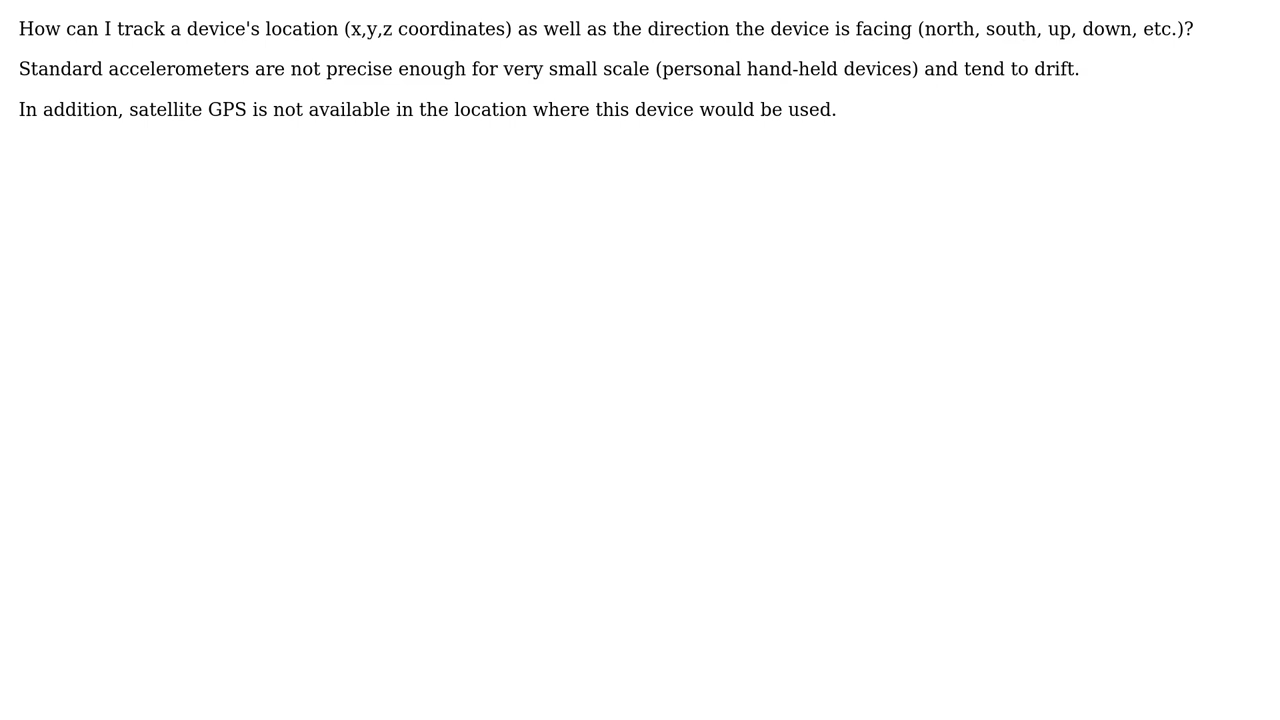 How can I track a device's location (x,y,z coordinates) as well as the direction the device is facing (north, south, up, down, etc.)?
Standard accelerometers are not precise enough for very small scale (personal hand-held devices) and tend to drift.
In addition, satellite GPS is not available in the location where this device would be used.